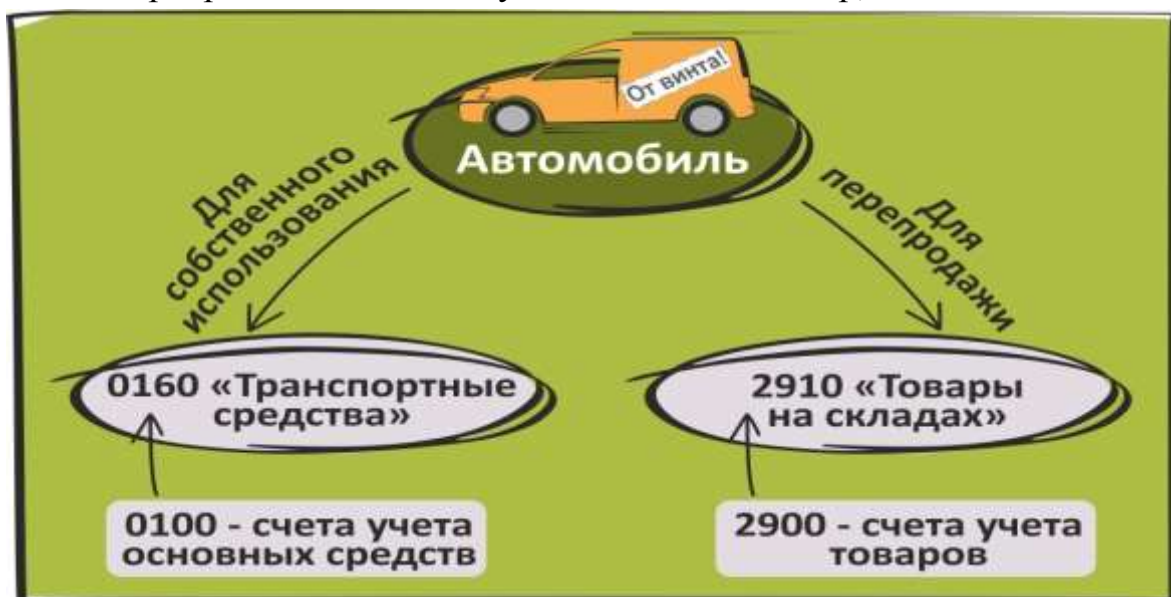 От винта!
Автомобиль
Для
собственного
использования
Для
перепродажи
0160 «Транспортные
средства»
2910 «Товары
на складах»
0100 - счета учета
основных средств
2900 - счета учета
товаров